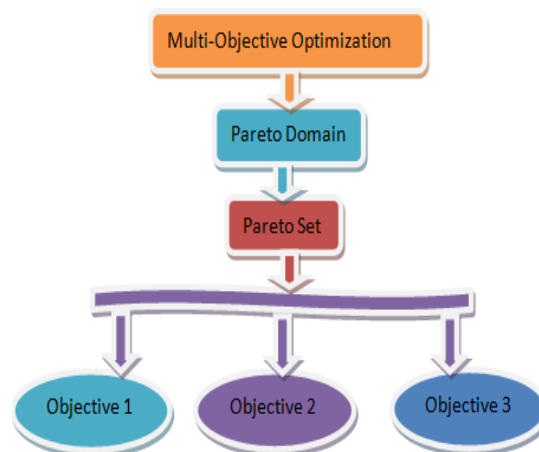 Multi-Objective Optimization
Pareto Domain
Pareto Set
Objective 1
Objective 2
Objective 3